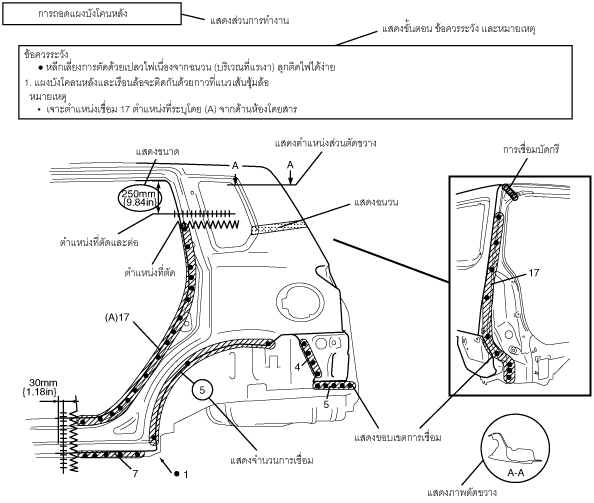 การถอดแผงบังโคนหลัง
แสดงส่วนการทำงาน
แสดงขั้นตอน ข้อควรระวัง และหมายเหตุ
ข้อควรระวัง
● หลีกเลี่ยงการตัดด้วยเปลวไฟเนื่องจากฉนวน (บริเวณที่แรเงา) ลุกติดไฟได้ง่าย
1. แผงบังโคลนหลังและเรือนล้อจะติดกันด้วยกาวที่แนวเส้นซุ้มล้อ
หมายเหตุ
• เจาะตำแหน่งเชื่อม 17 ตำแหน่งที่ระบุโดย (A) จากด้านห้องโดยสาร
แสดงตำแหน่งส่วนตัดขวาง
แสดงขนาด
การเชื่อมบัดกรี
A A
250mm
{9.84in}
แสดงฉนวน
ตำแหน่งที่ตัดและต่อ
ตำแหน่งที่ตัด
17
(A)17
4
30mm
{1.18in}
5
5
แสดงขอบเขตการเชื่อม
แสดงจำนวนการเชื่อม
A-A
7
● 1
แสดงภาพตัดขวาง